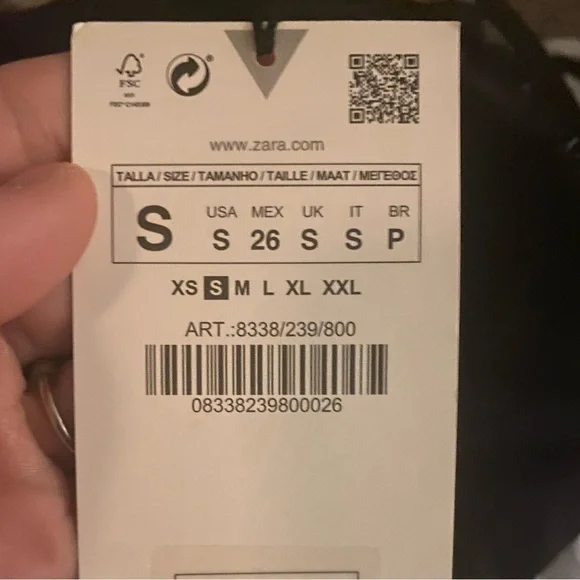 FSC
www.zara.com
TALLA / SIZE / TAMANHO / TAILLE / MAAT / ΜΕΓΕΘΟΣ
S
USA MEX UK IT BR
S 26 S S P
XS S M L XL XXL
ART.:8338/239/800
08338239800026